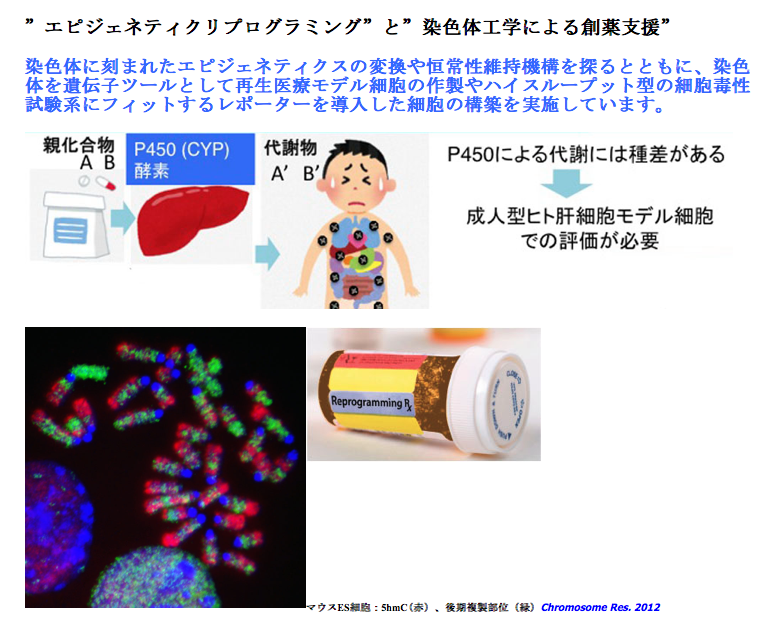 ”エピジェネティクリプログラミング”と”染色体工学による創薬支援”
染色体に刻まれたエピジェネティクスの変換や恒常性維持機構を探るとともに、染色
体を遺伝子ツールとして再生医療モデル細胞の作製やハイスループット型の細胞毒性
試験系にフィットするレポーターを導入した細胞の構築を実施しています。
親化合物
A B
P450 (CYP)
酵素
代謝物
A’ B’
P450による代謝には種差がある
成人型ヒト肝細胞モデル細胞
での評価が必要
Reprogramming Rx
マウスES細胞：5hmC（赤）、後期複製部位（緑）Chromosome Res. 2012